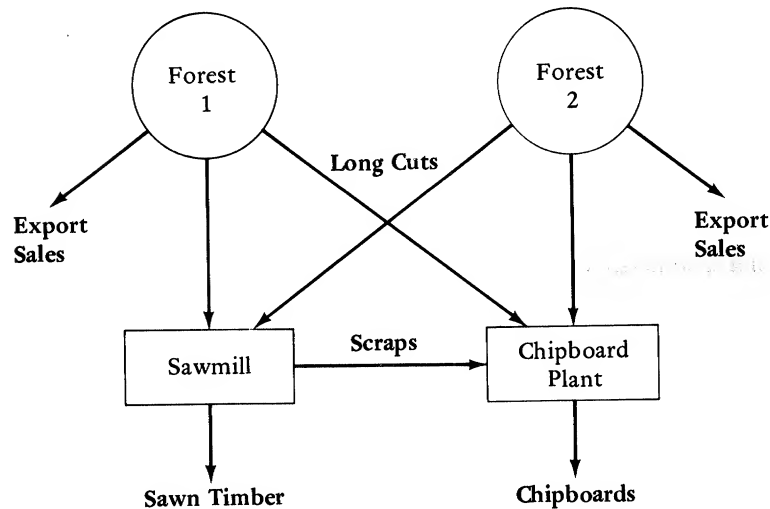 Forest
1
Forest
2
Long Cuts
Export
Sales
Export
Sales
Sawmill
Scraps
Chipboard
Plant
Sawn Timber
Chipboards